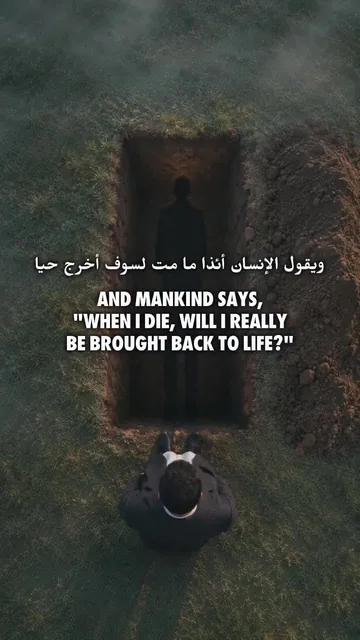 ويقول الإنسان أئذا ما مت لسوف أخرج حيا
AND MANKIND SAYS,
"WHEN I DIE, WILL I REALLY
BE BROUGHT BACK TO LIFE?"